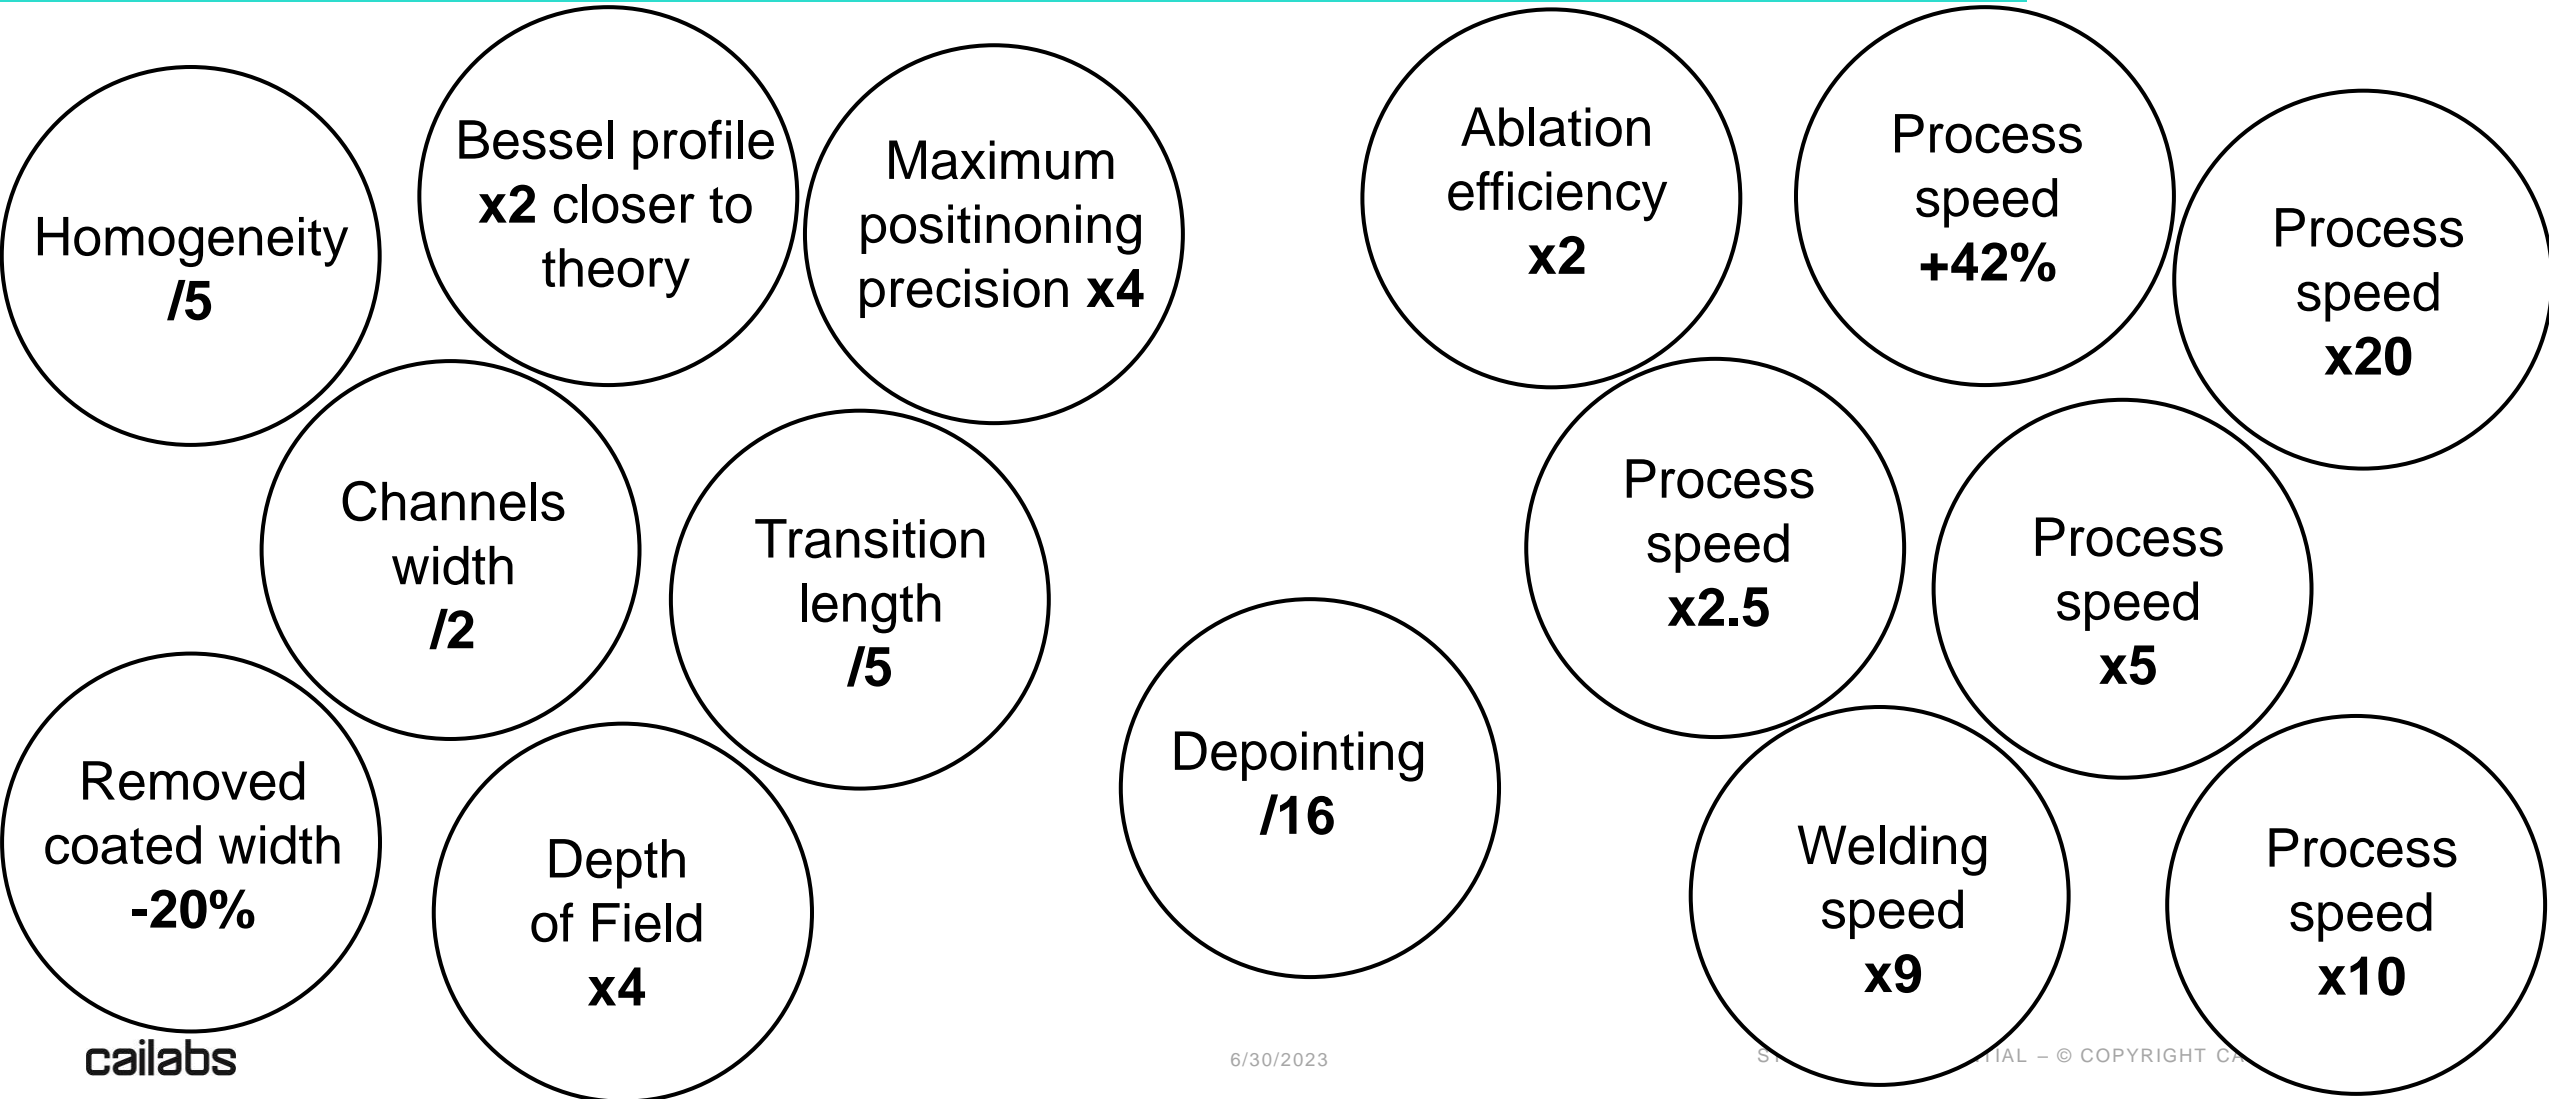 Homogeneity
/5
Bessel profile
x2 closer to
theory
Maximum
positinoning
precision x4
Ablation
efficiency
x2
Process
speed
+42%
Process
speed
x20
Channels
width
/2
Transition
length
/5
Process
speed
x2.5
Process
speed
x5
Removed
coated width
-20%
Depth
of Field
x4
Depointing
/16
Welding
speed
x9
Process
speed
x10
cailabs
6/30/2023
– © COPYRIGHT